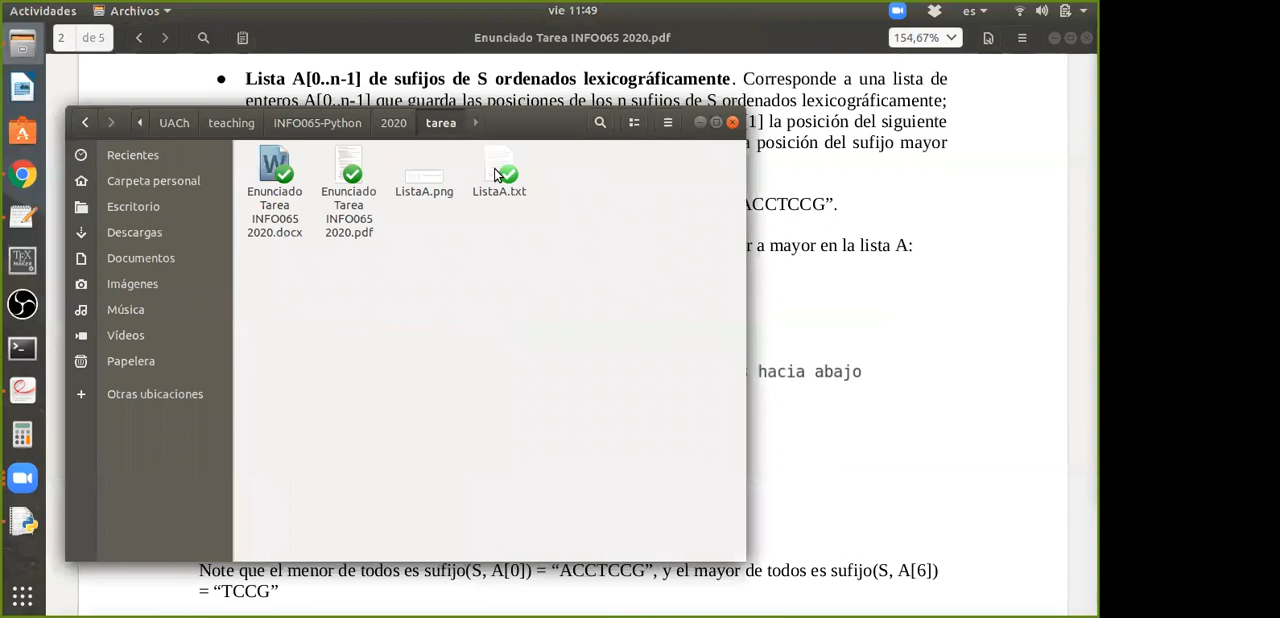 Actividades
Archivos
vie 11:49
es
2
de 5
Enunciado Tarea INFO065 2020.pdf
154,67%
● Lista A[0..n-1] de sufijos de S ordenados lexicográficamente. Corresponde a una lista de
enteros A[0..n-1] que guarda las posiciones de los n sufijos de S ordenados lexicográficamente;
1] la posición del siguiente
posición del sufijo mayor
ACCTCCG”.
r a mayor en la lista A:
hacia abajo
UACh
teaching
INFO065-Python
2020
tarea
Recientes
Carpeta personal
Escritorio
Descargas
Documentos
Imágenes
Música
Vídeos
Papelera
+ Otras ubicaciones
Enunciado
Tarea
INFO065
2020.docx
Enunciado
Tarea
INFO065
2020.pdf
ListaA.png
ListaA.txt
Note que el menor de todos es sufijo(S, A[0]) = “ACCTCCG”, y el mayor de todos es sufijo(S, A[6])
= “TCCG”